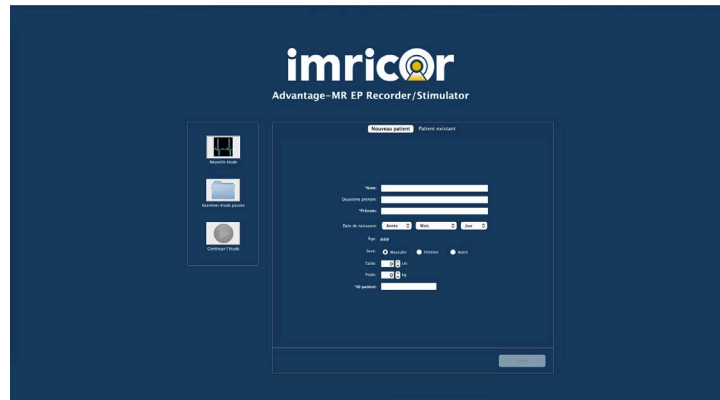 imricor
Advantage-MR EP Recorder/Stimulator
Nouveau patient Patient existant
Nouvelle étude
Examiner étude passée
Continuer l'étude
*Nom:
Deuxième prénom:
*Prénom:
Date de naissance: Année Mois Jour
Âge: ###
Sexe: Masculin Féminin Autre
Taille: 0 cm
Poids: 0 kg
*ID patient: